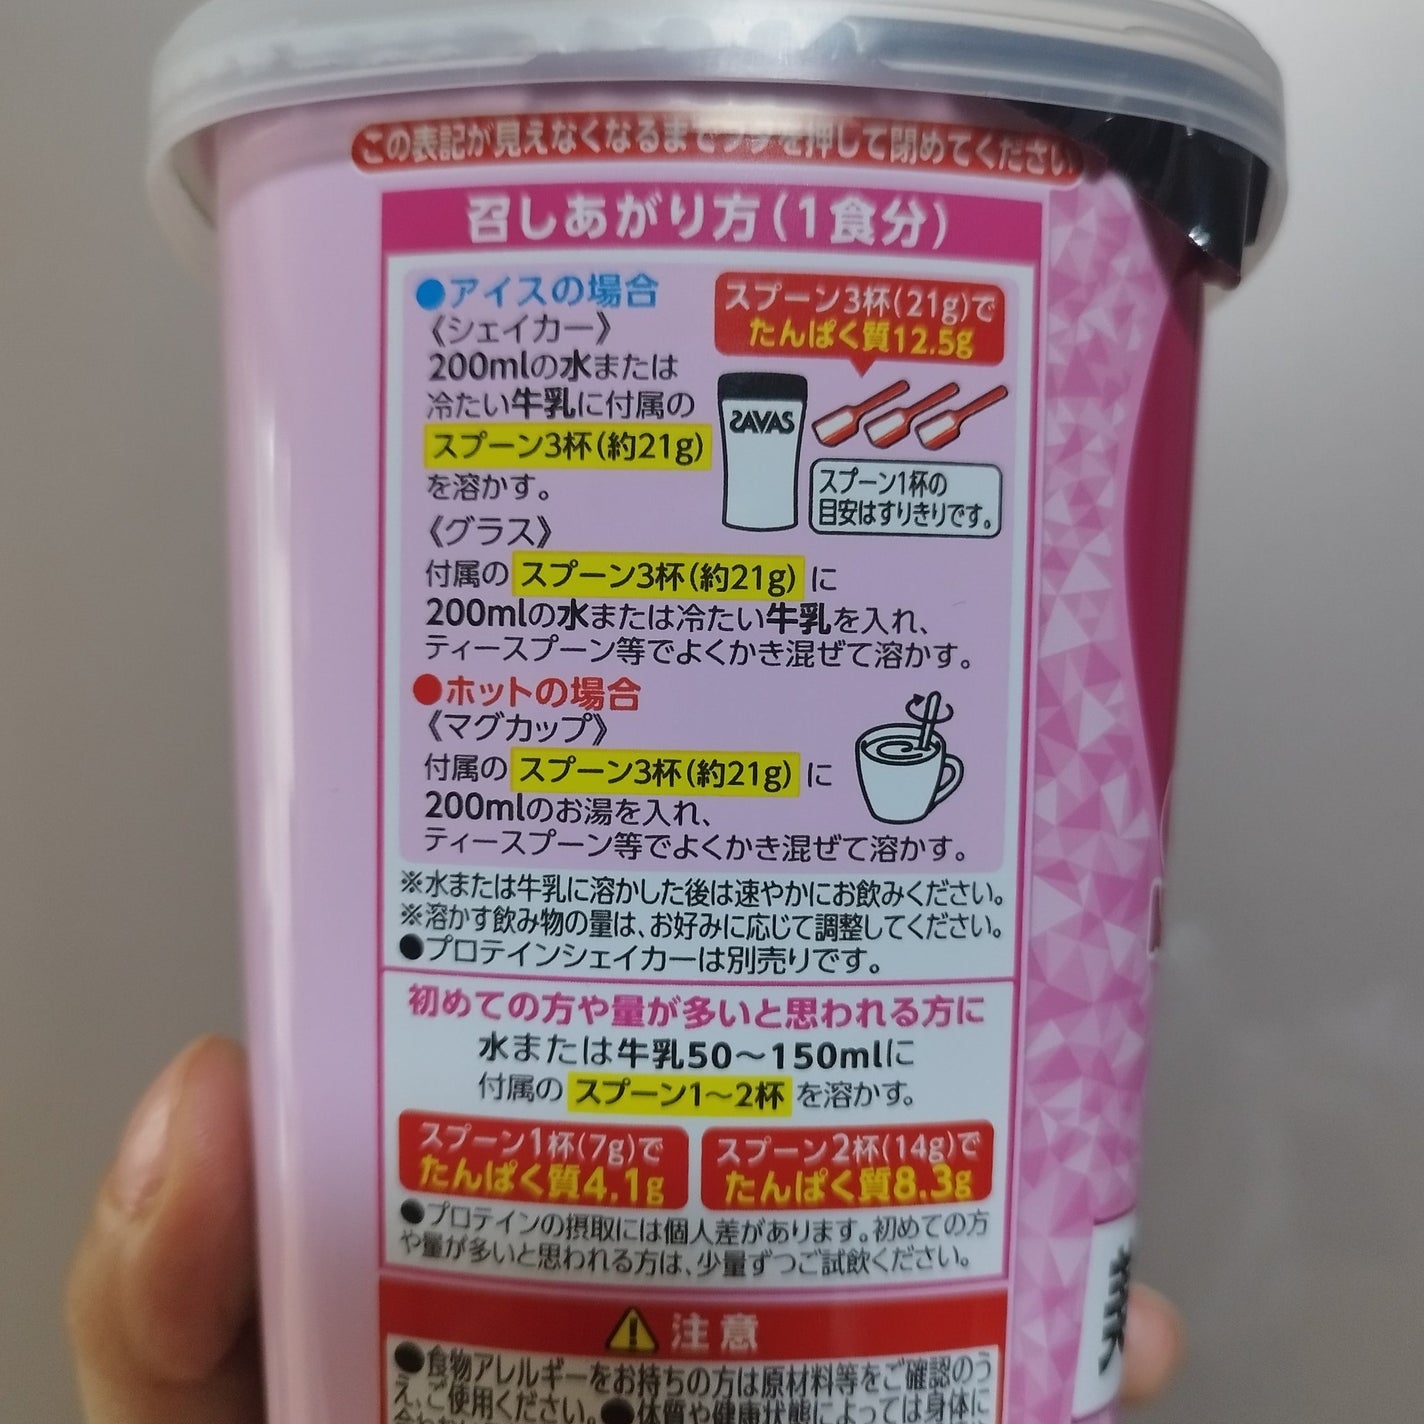 この表記が見えなくなるまでフタを押して閉めてください
召しあがり方(1食分)
●アイスの場合
《シェイカー》
200mlの水または
冷たい牛乳に付属の
スプーン3杯(約21g)
を溶かす。
スプーン3杯(21g)で
たんぱく質12.5g
SAVAS
スプーン1杯の
目安はすりきりです。
《グラス》
付属の スプーン3杯(約21g) に
200mlの水または冷たい牛乳を入れ、
ティースプーン等でよくかき混ぜて溶かす。
●ホットの場合
《マグカップ》
付属の スプーン3杯(約21g) に
200mlのお湯を入れ、
ティースプーン等でよくかき混ぜて溶かす。
※水または牛乳に溶かした後は速やかにお飲みください。
※溶かす飲み物の量は、お好みに応じて調整してください。
●プロテインシェイカーは別売りです。
初めての方や量が多いと思われる方に
水または牛乳50～150mlに
付属の スプーン1～2杯 を溶かす。
スプーン1杯(7g)で
たんぱく質4.1g
スプーン2杯(14g)で
たんぱく質8.3g
●プロテインの摂取には個人差があります。初めての方
や量が多いと思われる方は、少量ずつご試飲ください。
注意
●食物アレルギーをお持ちの方は原材料等をご確認のう
え、ご使用ください。●体質や健康状態によっては身体に